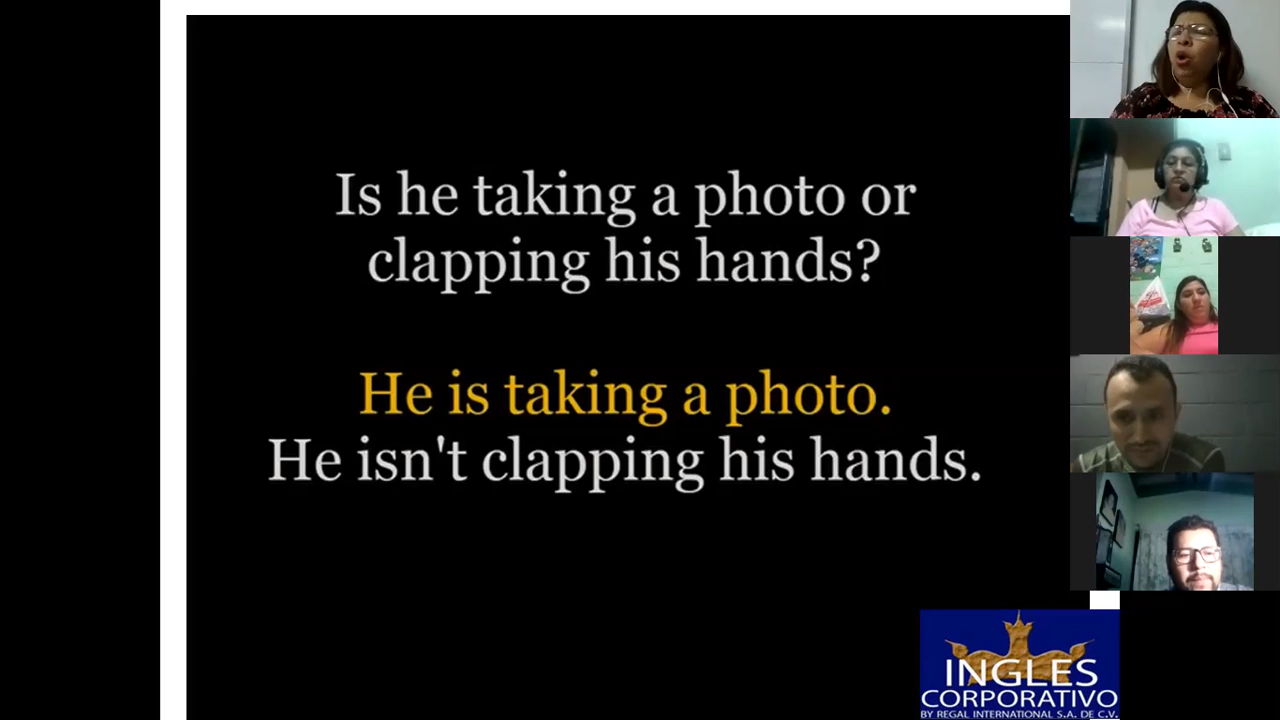 Is he taking a photo or
clapping his hands?
He is taking a photo.
He isn't clapping his hands.
INGLES
CORPORATIVO
BY REGAL INTERNATIONAL S.A. DE C.V.